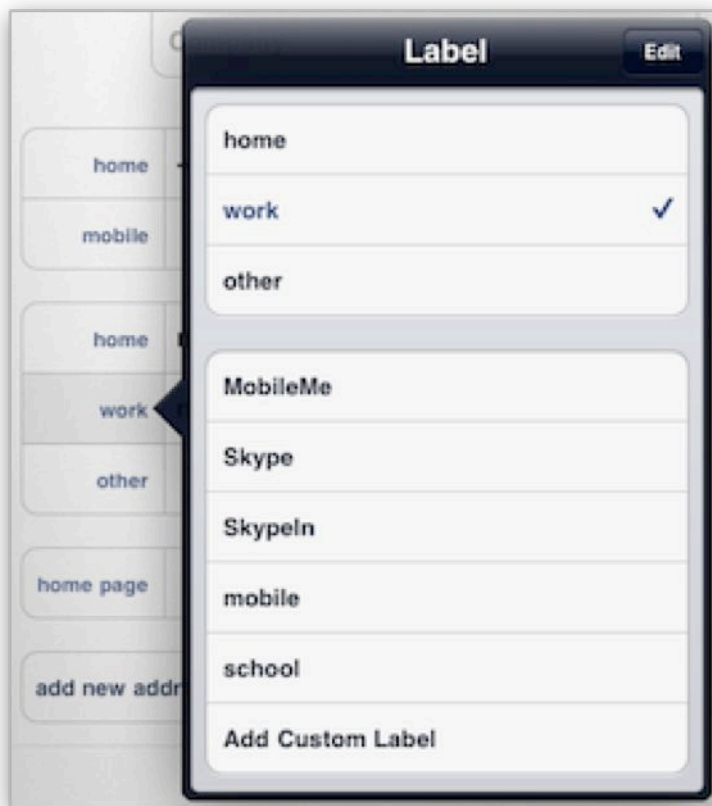 Company
Label
Edit
home
work
other
MobileMe
Skype
SkypeIn
mobile
school
Add Custom Label
home
mobile
home
work
other
home page
add new addr